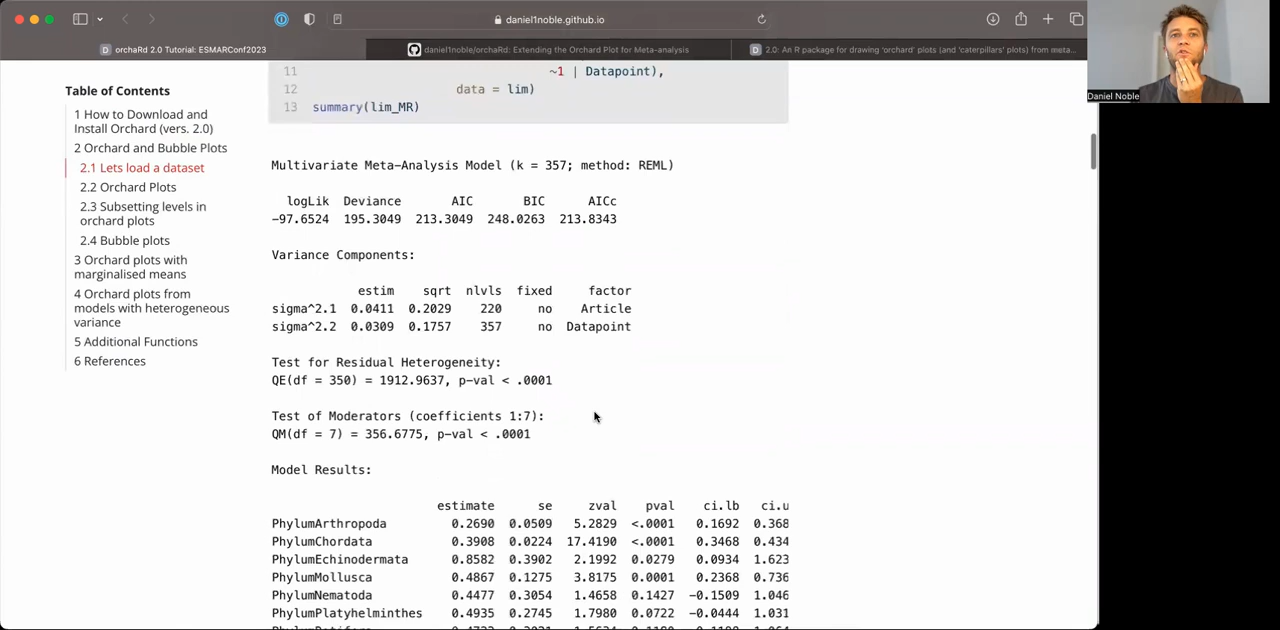 daniel1noble.github.io
orchaRd 2.0 Tutorial: ESMARConf2023
daniel1noble/orchaRd: Extending the Orchard Plot for Meta-analysis
2.0: An R package for drawing 'orchard' plots (and 'caterpillars' plots) from meta...
Daniel Noble
Table of Contents
1 How to Download and
Install Orchard (vers. 2.0)
2 Orchard and Bubble Plots
2.1 Lets load a dataset
2.2 Orchard Plots
2.3 Subsetting levels in
orchard plots
2.4 Bubble plots
3 Orchard plots with
marginalised means
4 Orchard plots from
models with heterogeneous
variance
5 Additional Functions
6 References
11 ~1 | Datapoint),
12 data = lim)
13 summary(lim_MR)
Multivariate Meta-Analysis Model (k = 357; method: REML)
logLik Deviance AIC BIC AICc
-97.6524 195.3049 213.3049 248.0263 213.8343
Variance Components:
estim sqrt nlvls fixed factor
sigma^2.1 0.0411 0.2029 220 no Article
sigma^2.2 0.0309 0.1757 357 no Datapoint
Test for Residual Heterogeneity:
QE(df = 350) = 1912.9637, p-val < .0001
Test of Moderators (coefficients 1:7):
QM(df = 7) = 356.6775, p-val < .0001
Model Results:
estimate se zval pval ci.lb ci.u
PhylumArthropoda 0.2690 0.0509 5.2829 <.0001 0.1692 0.368
PhylumChordata 0.3908 0.0224 17.4190 <.0001 0.3468 0.434
PhylumEchinodermata 0.8582 0.3902 2.1992 0.0279 0.0934 1.623
PhylumMollusca 0.4867 0.1275 3.8175 0.0001 0.2368 0.736
PhylumNematoda 0.4477 0.3054 1.4658 0.1427 -0.1509 1.046
PhylumPlatyhelminthes 0.4935 0.2745 1.7980 0.0722 -0.0444 1.031